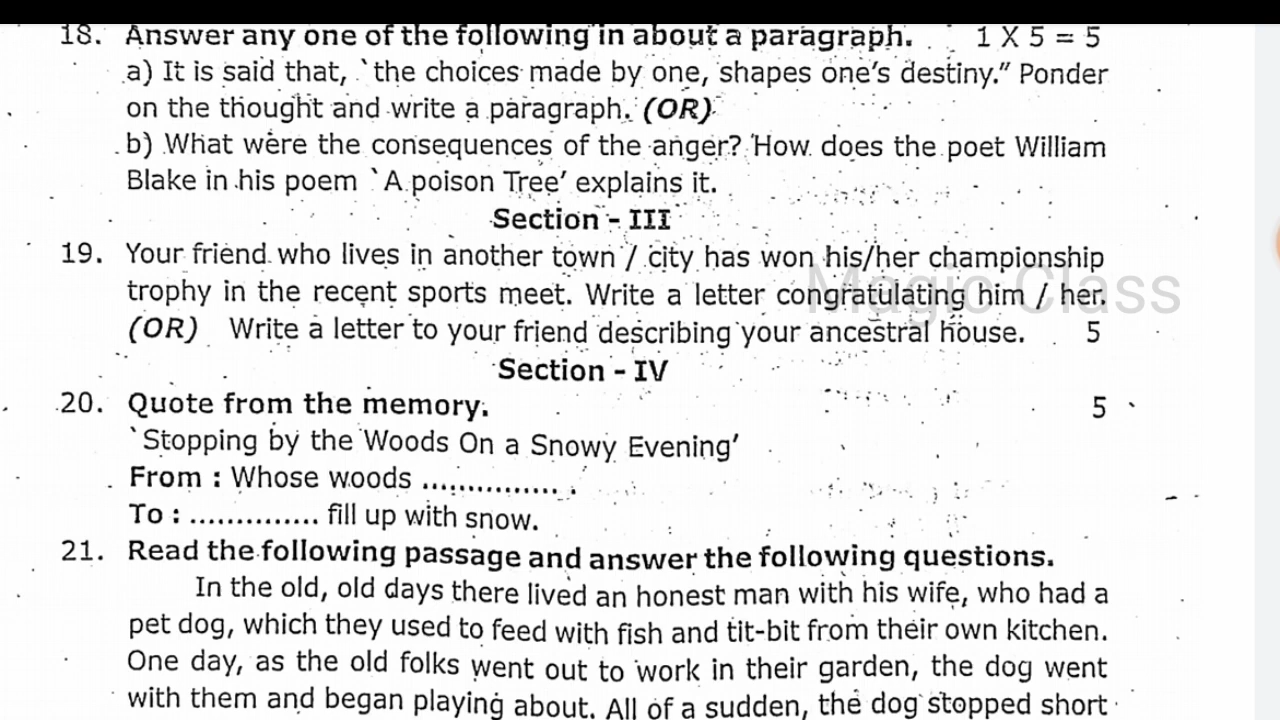 18. Answer any one of the following in about a paragraph. 1 X 5 = 5
a) It is said that, `the choices made by one, shapes one's destiny.” Ponder
on the thought and write a paragraph. (OR)
b) What were the consequences of the anger? How does the poet William
Blake in his poem `A poison Tree' explains it.
Section - III
19. Your friend who lives in another town / city has won his/her championship
trophy in the recent sports meet. Write a letter congratulating him / her.
Magic Class
(OR) Write a letter to your friend describing your ancestral house. 5
Section - IV
20. Quote from the memory. 5
`Stopping by the Woods On a Snowy Evening'
From : Whose woods ................
To : .............. fill up with snow.
21. Read the following passage and answer the following questions.
In the old, old days there lived an honest man with his wife, who had a
pet dog, which they used to feed with fish and tit-bit from their own kitchen.
One day, as the old folks went out to work in their garden, the dog went
with them and began playing about. All of a sudden, the dog stopped short